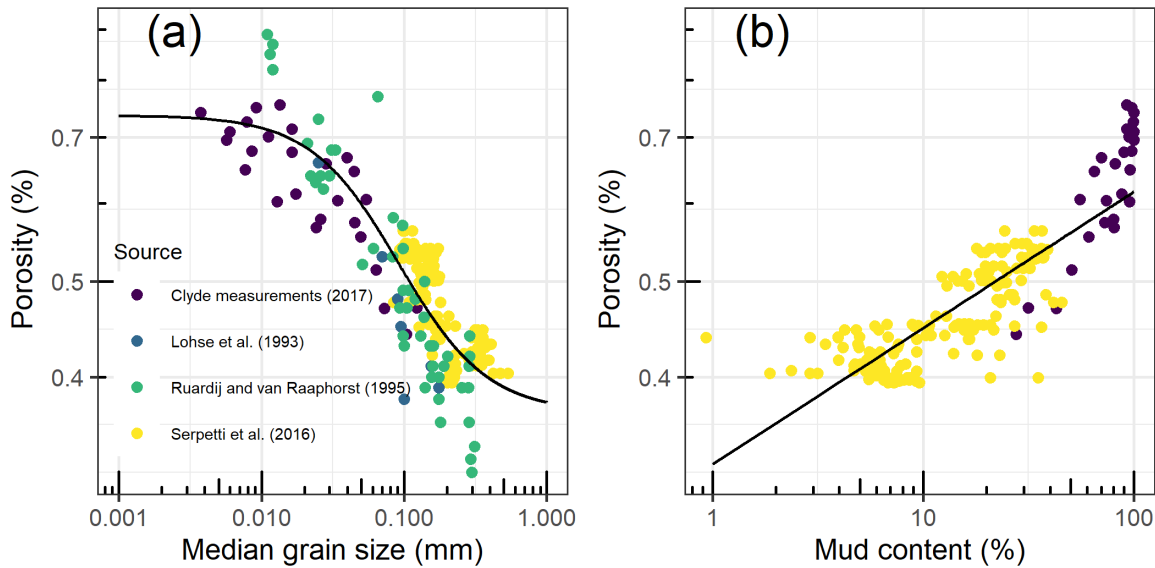 (a)
Porosity (%)
0.7
0.5
0.4
Source
Clyde measurements (2017)
Lohse et al. (1993)
Ruardij and van Raaphorst (1995)
Serpetti et al. (2016)
0.001
0.010
0.100
1.000
Median grain size (mm)
(b)
Porosity (%)
0.7
0.5
0.4
1
10
100
Mud content (%)